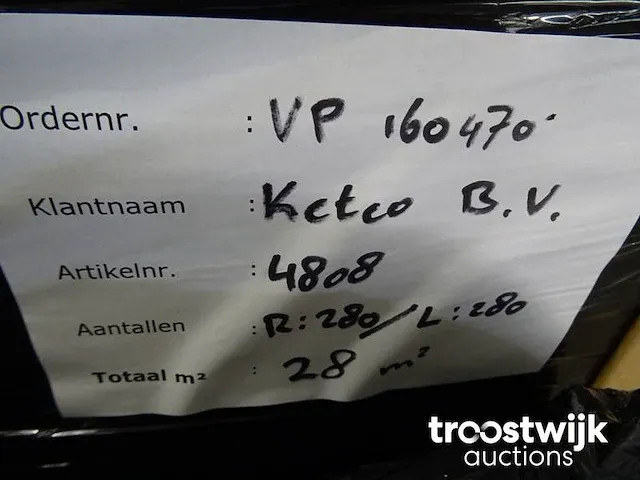 Ordernr. : VP 160470.
Klantnaam : Ketco B.V.
Artikelnr. : 4808
Aantallen : R:280/L:280
Totaal m² : 28 m²
troostwijk
auctions